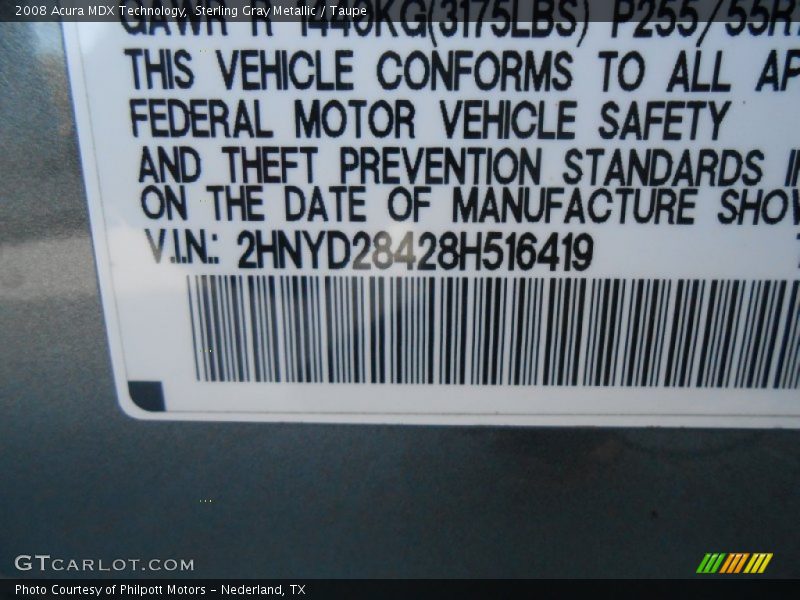 2008 Acura MDX Technology, Sterling Gray Metallic / Taupe
GAWR R 1440KG(3175LBS) P255/55R
THIS VEHICLE CONFORMS TO ALL AP
FEDERAL MOTOR VEHICLE SAFETY
AND THEFT PREVENTION STANDARDS I
ON THE DATE OF MANUFACTURE SHOW
V.I.N.: 2HNYD28428H516419
GTCARLOT.COM
Photo Courtesy of Philpott Motors - Nederland, TX